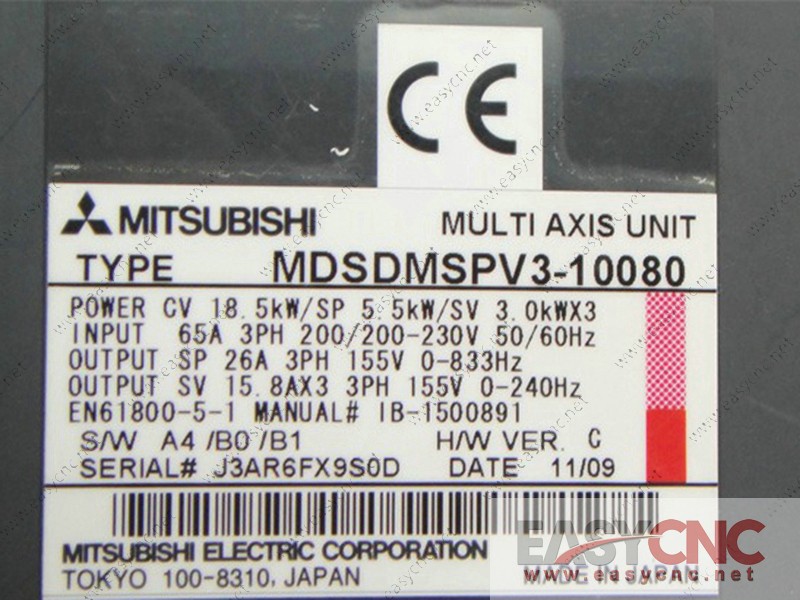 CE
MITSUBISHI MULTI AXIS UNIT
TYPE MDSDMSPV3-10080
POWER CV 18.5kW/SP 5.5kW/SV 3.0kWX3
INPUT 65A 3PH 200/200-230V 50/60Hz
OUTPUT SP 26A 3PH 155V 0-833Hz
OUTPUT SV 15.8AX3 3PH 155V 0-240Hz
EN61800-5-1 MANUAL# IB-1500891
S/W A4/B0/B1 H/W VER. C
SERIAL# J3AR6FX9S0D DATE 11/09
EASYCNC
MITSUBISHI ELECTRIC CORPORATION
TOKYO 100-8310, JAPAN MADE IN JAPAN
www.easycnc.net